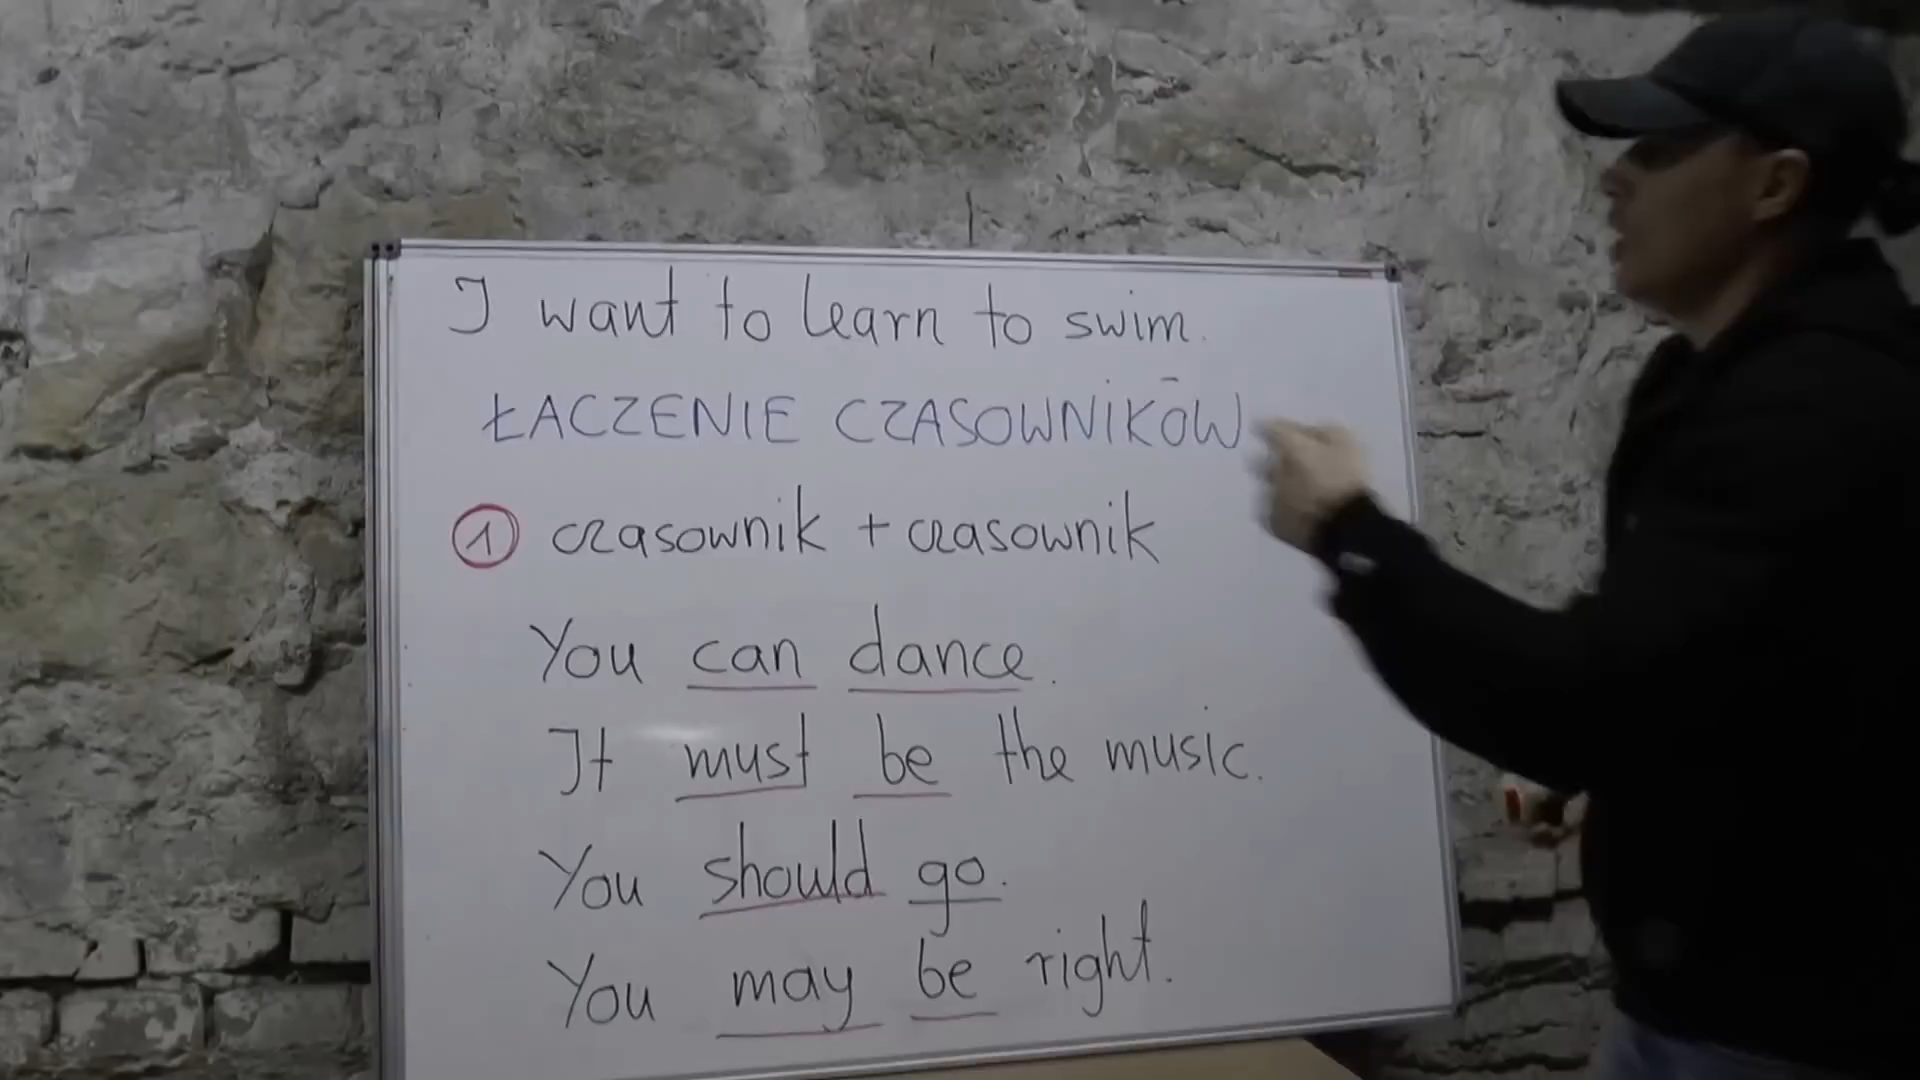 I want to learn to swim.
ŁACZENIE CZASOWNIKÓW
1 czasownik + czasownik
You can dance.
It must be the music.
You should go.
You may be right.